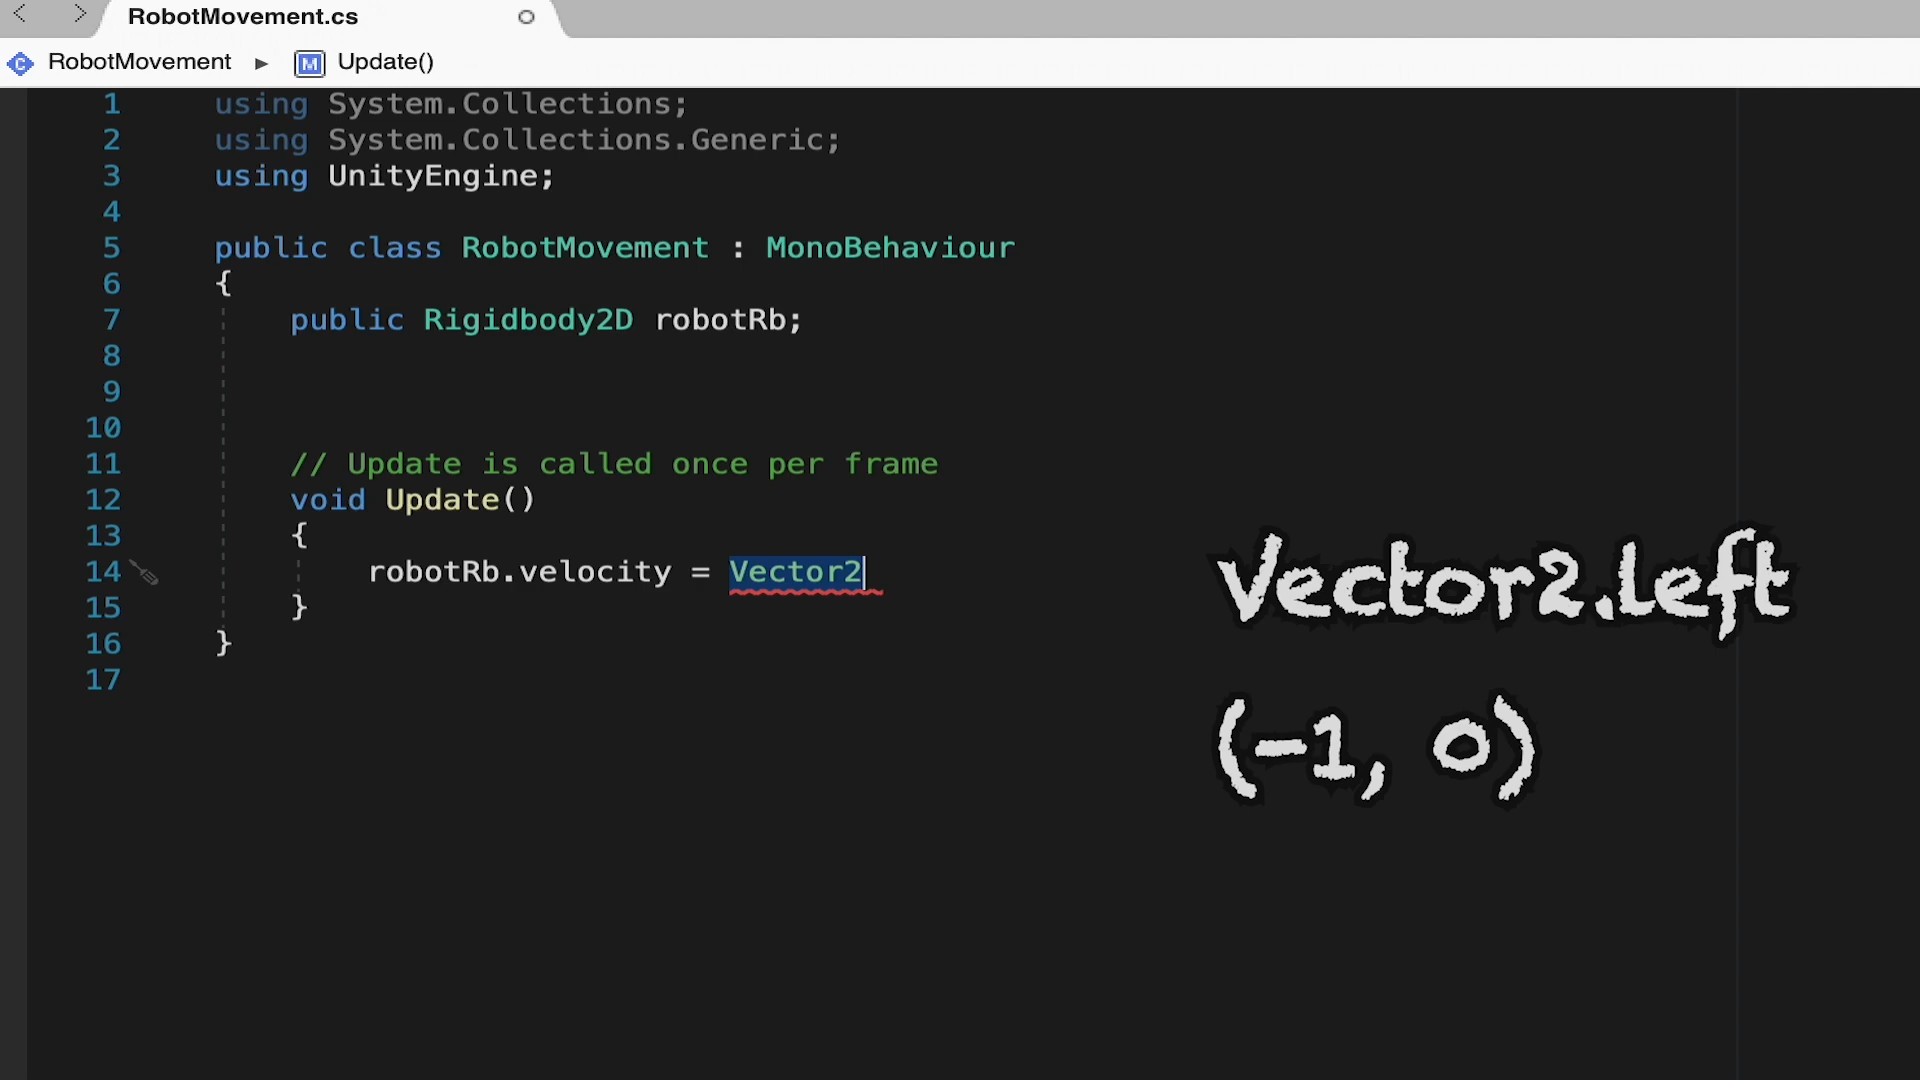 RobotMovement.cs
RobotMovement ▸ M Update()
1 using System.Collections;
2 using System.Collections.Generic;
3 using UnityEngine;
4
5 public class RobotMovement : MonoBehaviour
6 {
7 public Rigidbody2D robotRb;
8
9
10
11 // Update is called once per frame
12 void Update()
13 {
14 robotRb.velocity = Vector2
15 }
16 }
17
Vector2.left
(-1, 0)